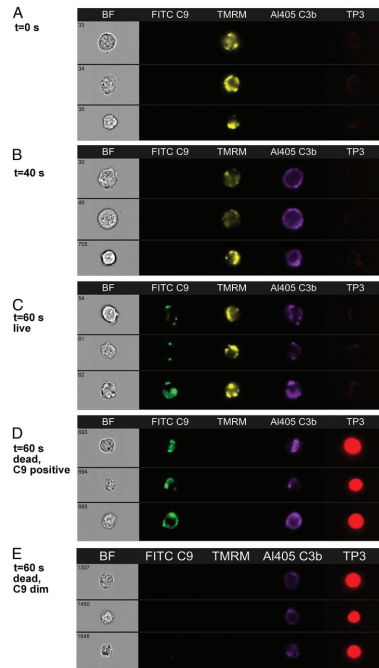 A
t=0 s
BF FITC C9 TMRM Al405 C3b TP3
33
34
35
B
t=40 s
BF FITC C9 TMRM Al405 C3b TP3
30
49
705
C
t=60 s
live
BF FITC C9 TMRM Al405 C3b TP3
54
61
62
D
t=60 s
dead,
C9 positive
BF FITC C9 TMRM Al405 C3b TP3
693
694
695
E
t=60 s
dead,
C9 dim
BF FITC C9 TMRM Al405 C3b TP3
1307
1450
1648